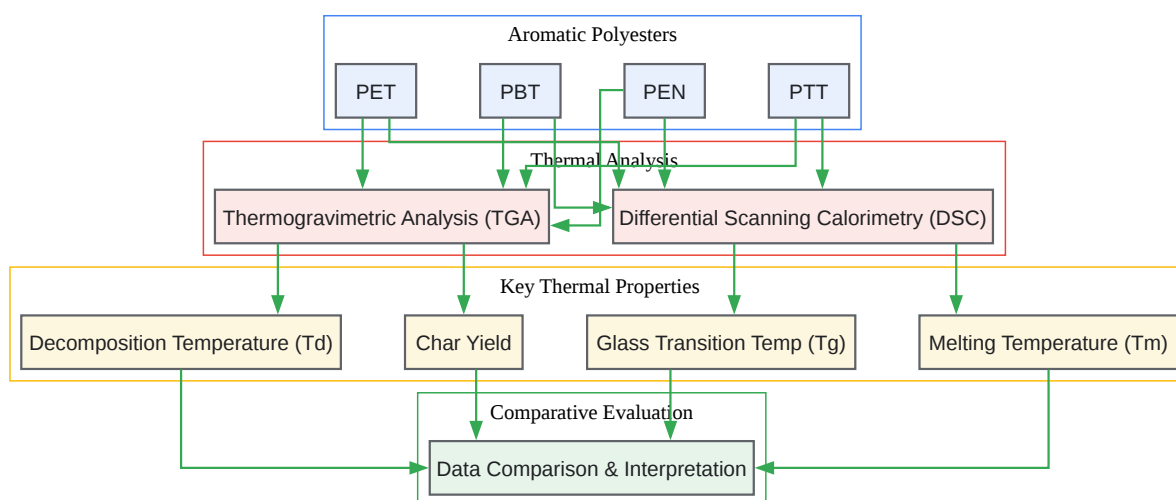 Aromatic Polyesters
PET
PBT
PEN
PTT
Thermal Analysis
Thermogravimetric Analysis (TGA)
Differential Scanning Calorimetry (DSC)
Key Thermal Properties
Decomposition Temperature (Td)
Char Yield
Glass Transition Temp (Tg)
Melting Temperature (Tm)
Comparative Evaluation
Data Comparison & Interpretation